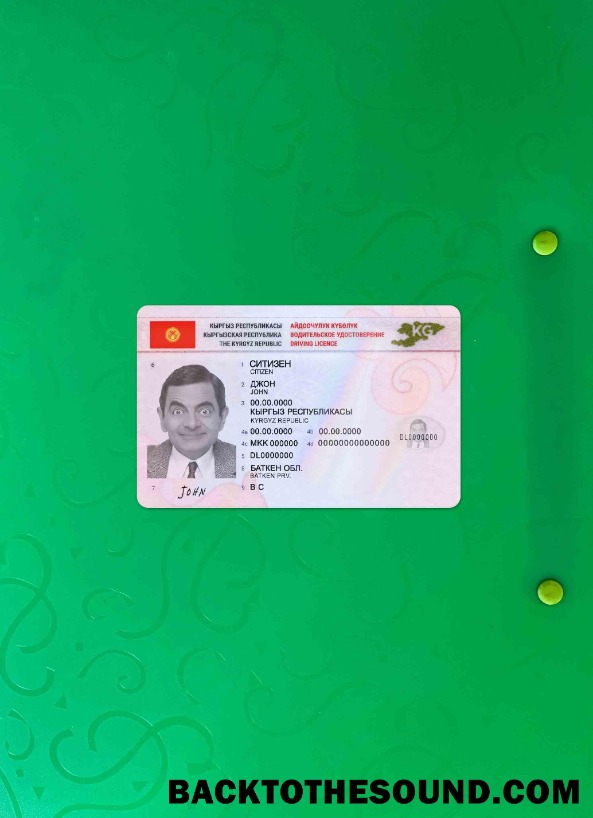 КЫРГЫЗ РЕСПУБЛИКАСЫ АЙДООЧУЛУК КҮБӨЛҮК
КЫРГЫЗСКАЯ РЕСПУБЛИКА ВОДИТЕЛЬСКОЕ УДОСТОВЕРЕНИЕ
THE KYRGYZ REPUBLIC DRIVING LICENCE
KG
6
1 СИТИЗЕН
CITIZEN
2 ДЖОН
JOHN
3 00.00.0000
КЫРГЫЗ РЕСПУБЛИКАСЫ
KYRGYZ REPUBLIC
4a 00.00.0000 4b 00.00.0000
4c MKK 000000 4d 00000000000000
DL0000000
5 DL0000000
8 БАТКЕН ОБЛ.
BATKEN PRV.
7 JOHN
9 B C
BACKTOTHESOUND.COM